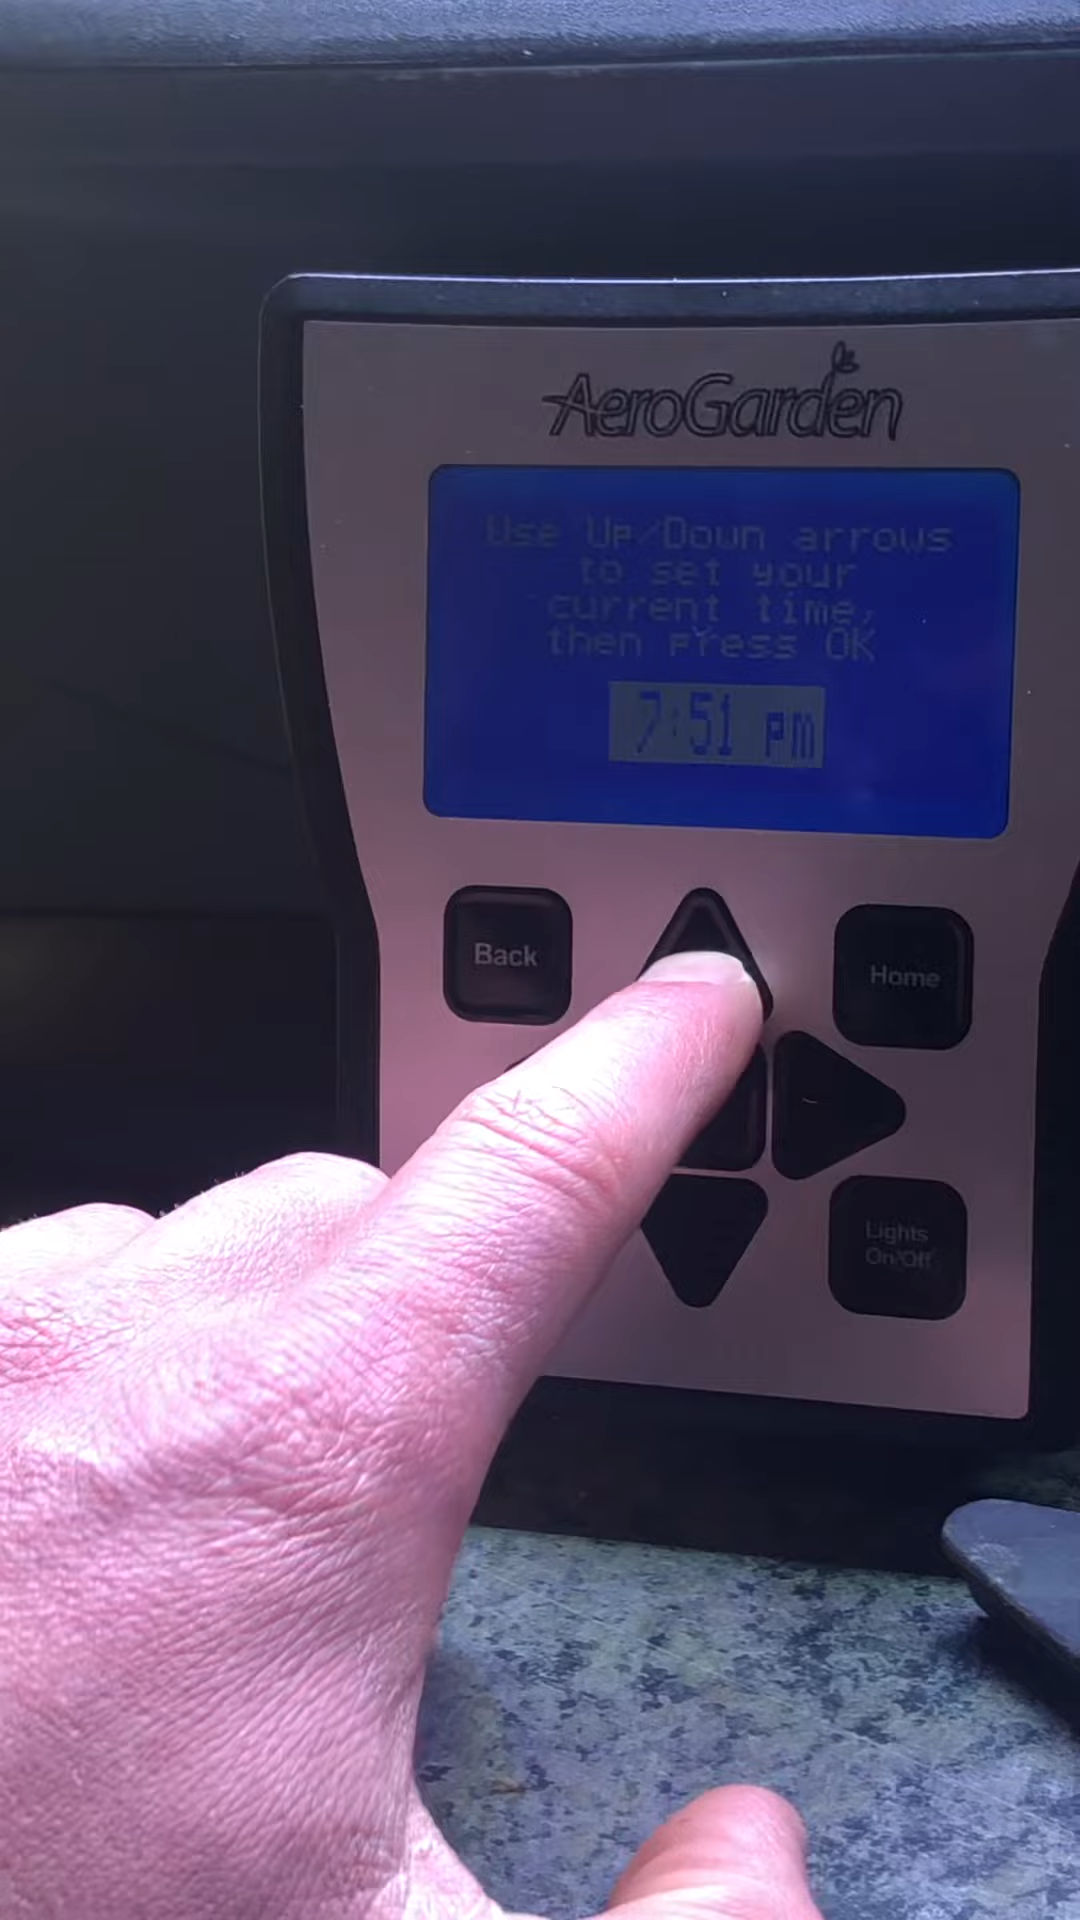 AeroGarden
Use Up/Down arrows
to set your
current time,
then press OK
7:51 pm
Back
Home
Lights
On/Off